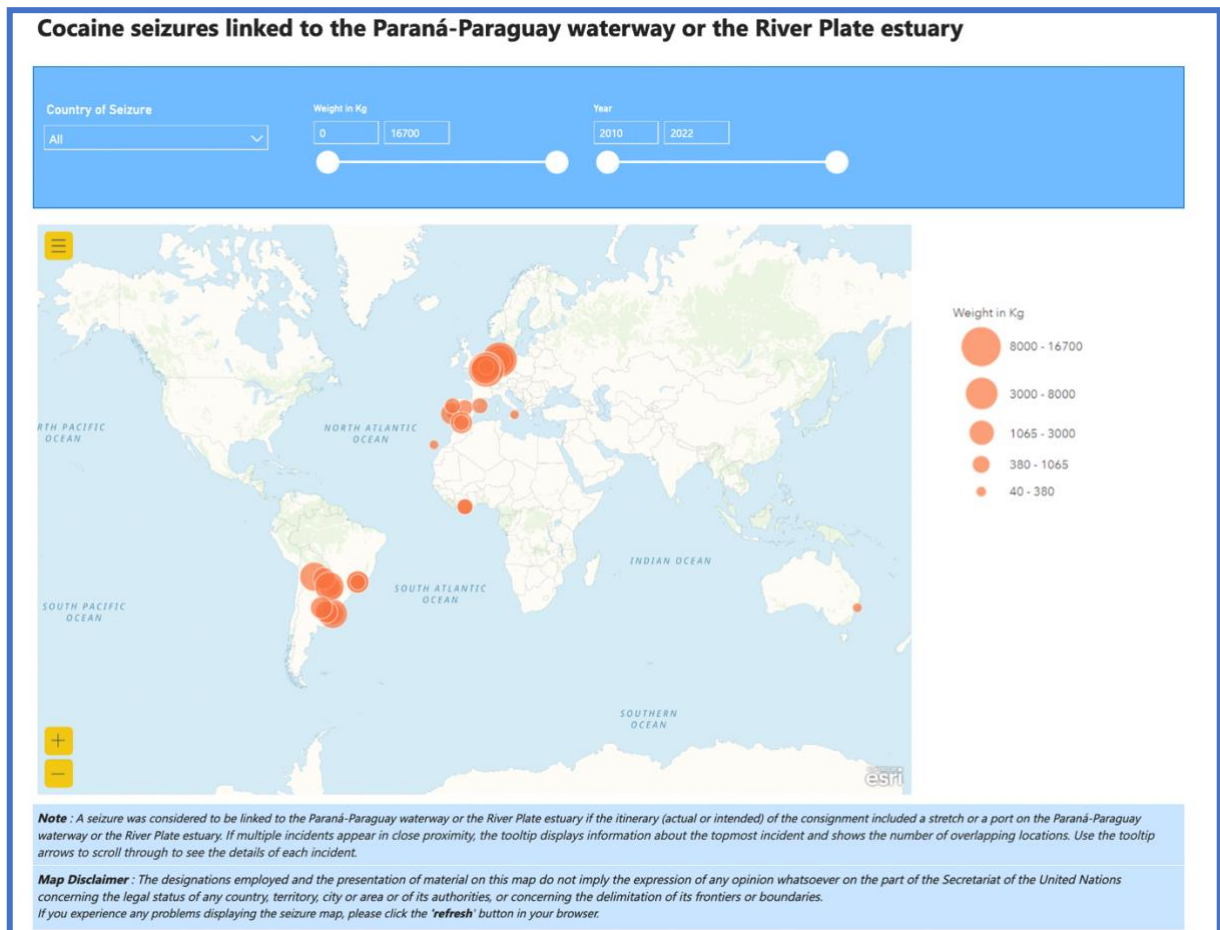 Cocaine seizures linked to the Paraná-Paraguay waterway or the River Plate estuary
Country of Seizure
All
Weight in Kg
0
16700
Year
2010
2022
Weight in Kg
8000 - 16700
3000 - 8000
1065 - 3000
380 - 1065
40 - 380
RTH PACIFIC
OCEAN
NORTH ATLANTIC
OCEAN
INDIAN OCEAN
SOUTH ATLANTIC
OCEAN
SOUTH PACIFIC
OCEAN
SOUTHERN
OCEAN
+
−
esri
Note : A seizure was considered to be linked to the Paraná-Paraguay waterway or the River Plate estuary if the itinerary (actual or intended) of the consignment included a stretch or a port on the Paraná-Paraguay
waterway or the River Plate estuary. If multiple incidents appear in close proximity, the tooltip displays information about the topmost incident and shows the number of overlapping locations. Use the tooltip
arrows to scroll through to see the details of each incident.
Map Disclaimer : The designations employed and the presentation of material on this map do not imply the expression of any opinion whatsoever on the part of the Secretariat of the United Nations
concerning the legal status of any country, territory, city or area or of its authorities, or concerning the delimitation of its frontiers or boundaries.
If you experience any problems displaying the seizure map, please click the 'refresh' button in your browser.